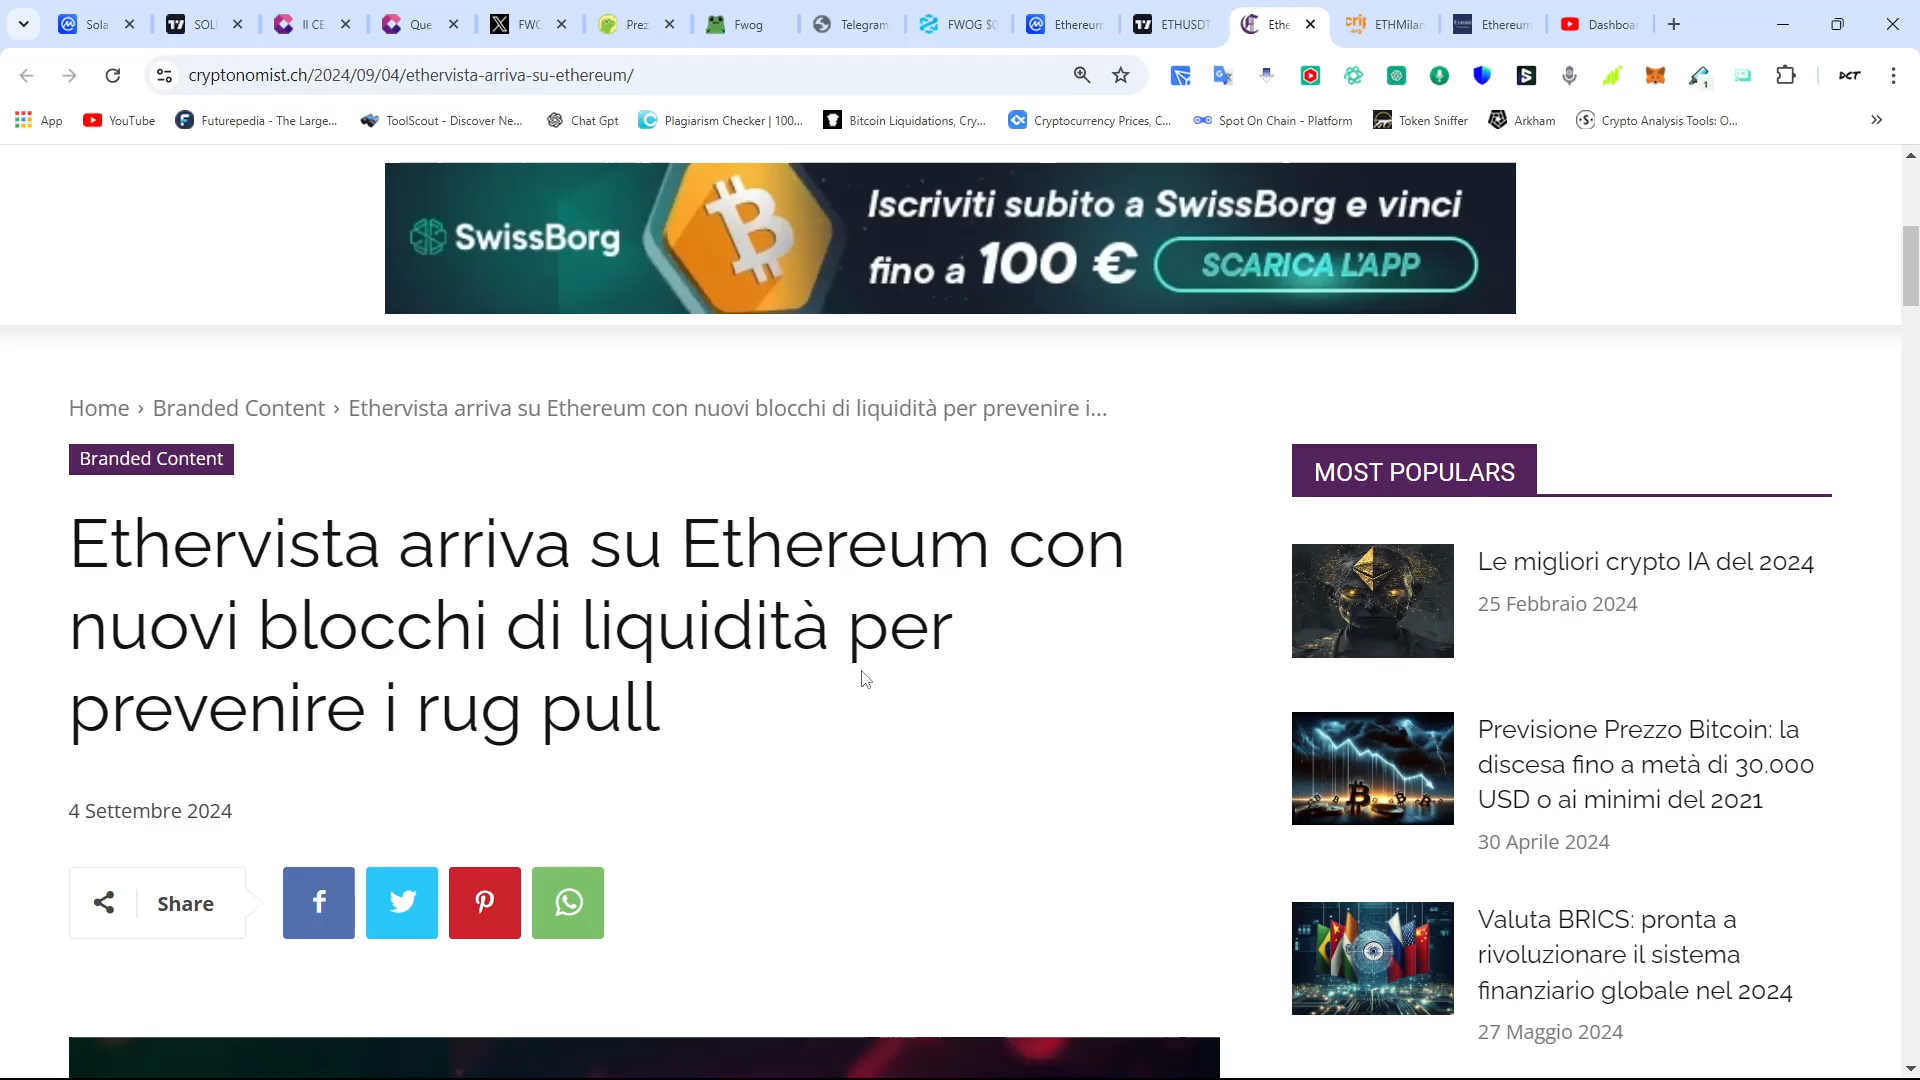 Sola
SOL
Il CE
Que
FWC
Prez
Fwog
Telegram
FWOG $0
Ethereum
ETHUSDT
Ethe
ETHMilan
Ethereum
Dashboa
cryptonomist.ch/2024/09/04/ethervista-arriva-su-ethereum/
App
YouTube
Futurepedia - The Large...
ToolScout - Discover Ne...
Chat Gpt
Plagiarism Checker | 100...
Bitcoin Liquidations, Cry...
Cryptocurrency Prices, C...
Spot On Chain - Platform
Token Sniffer
Arkham
Crypto Analysis Tools: O...
SwissBorg
Iscriviti subito a SwissBorg e vinci
fino a 100 €
SCARICA L'APP
Home › Branded Content › Ethervista arriva su Ethereum con nuovi blocchi di liquidità per prevenire i...
Branded Content
Ethervista arriva su Ethereum con
nuovi blocchi di liquidità per
prevenire i rug pull
4 Settembre 2024
Share
MOST POPULARS
Le migliori crypto IA del 2024
25 Febbraio 2024
Previsione Prezzo Bitcoin: la
discesa fino a metà di 30.000
USD o ai minimi del 2021
30 Aprile 2024
Valuta BRICS: pronta a
rivoluzionare il sistema
finanziario globale nel 2024
27 Maggio 2024